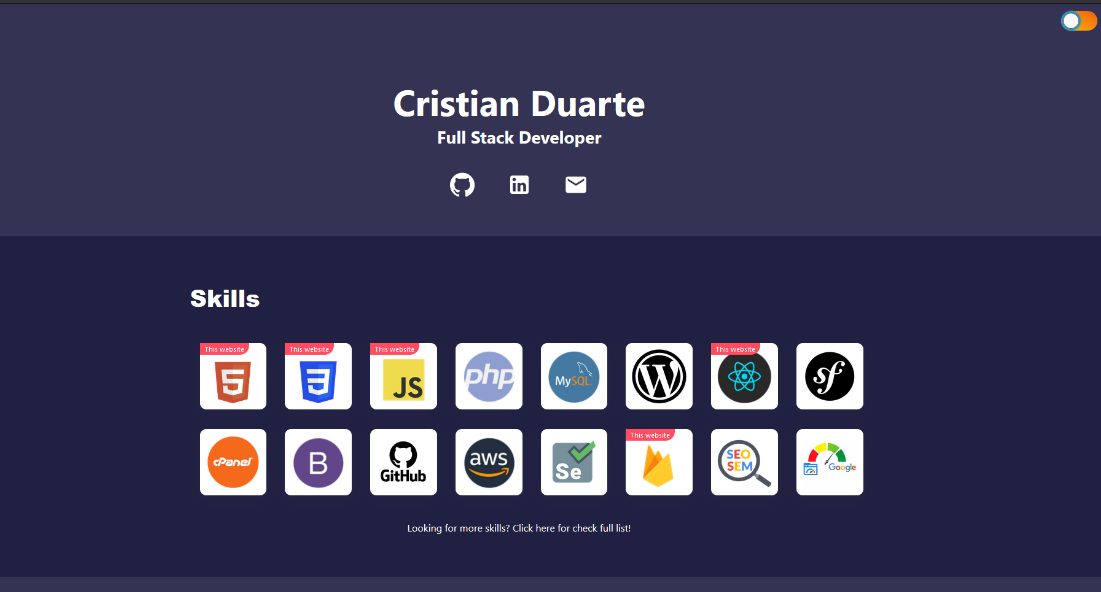 Cristian Duarte
Full Stack Developer
in
Skills
This website
This website
This website
This website
5
3
JS
php
MySQL
W
sf
This website
cPanel
B
GitHub
aws
Se
SEO
SEM
Google
Looking for more skills? Click here for check full list!